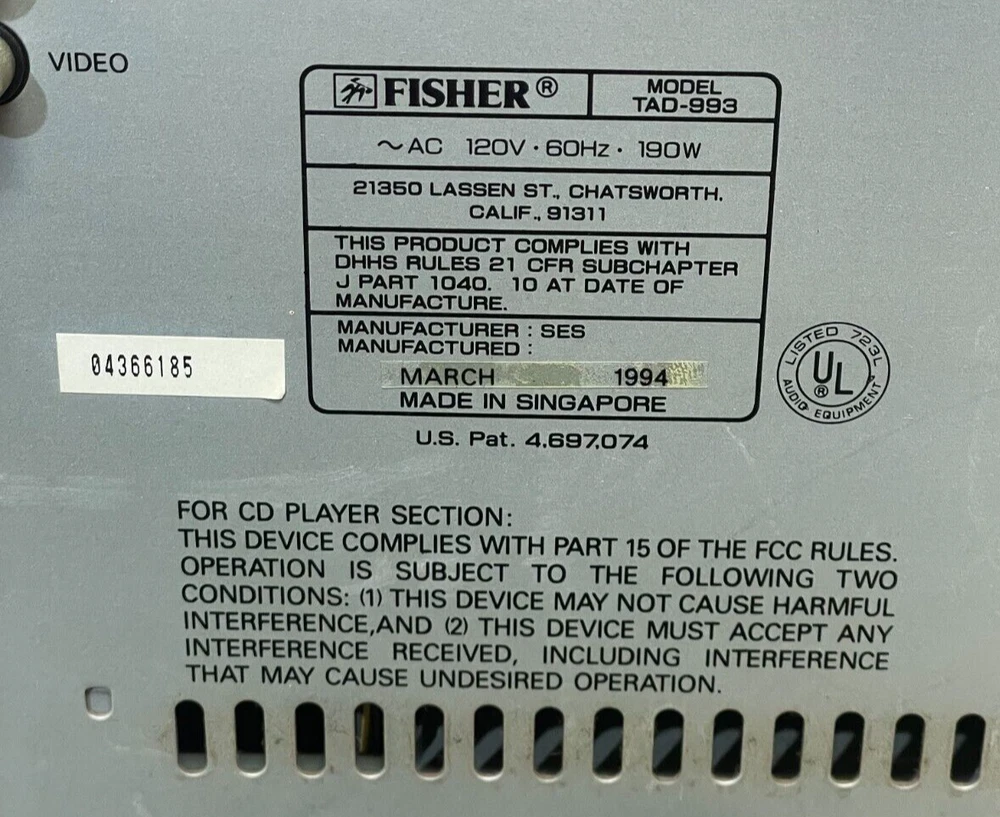 VIDEO
FISHER®
MODEL
TAD-993
~AC 120V · 60Hz · 190W
21350 LASSEN ST., CHATSWORTH,
CALIF., 91311
THIS PRODUCT COMPLIES WITH
DHHS RULES 21 CFR SUBCHAPTER
J PART 1040. 10 AT DATE OF
MANUFACTURE.
MANUFACTURER : SES
MANUFACTURED :
MARCH 1994
MADE IN SINGAPORE
04366185
LISTED 723L
UL®
AUDIO EQUIPMENT
U.S. Pat. 4,697,074
FOR CD PLAYER SECTION:
THIS DEVICE COMPLIES WITH PART 15 OF THE FCC RULES.
OPERATION IS SUBJECT TO THE FOLLOWING TWO
CONDITIONS: (1) THIS DEVICE MAY NOT CAUSE HARMFUL
INTERFERENCE,AND (2) THIS DEVICE MUST ACCEPT ANY
INTERFERENCE RECEIVED, INCLUDING INTERFERENCE
THAT MAY CAUSE UNDESIRED OPERATION.